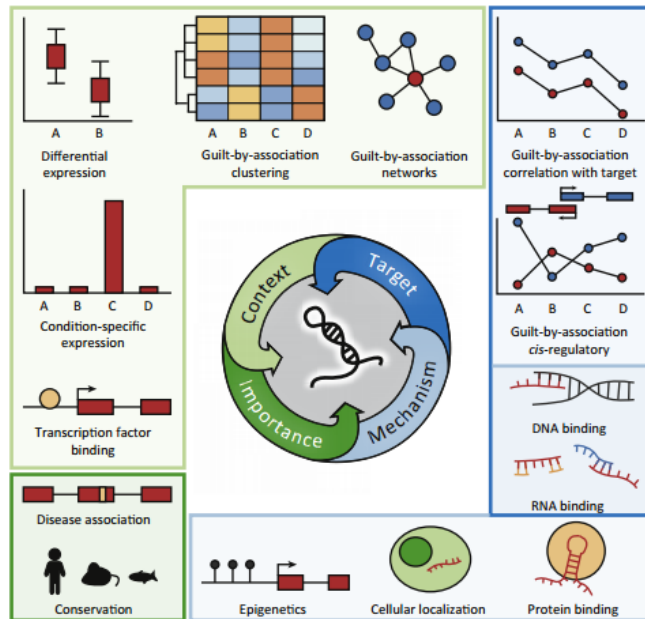 A B
Differential
expression
A B C D
Guilt-by-association
clustering
Guilt-by-association
networks
A B C D
Guilt-by-association
correlation with target
A B C D
Condition-specific
expression
A B C D
Guilt-by-association
cis-regulatory
Context
Target
Importance
Mechanism
Transcription factor
binding
DNA binding
RNA binding
Disease association
Conservation
Epigenetics
Cellular localization
Protein binding